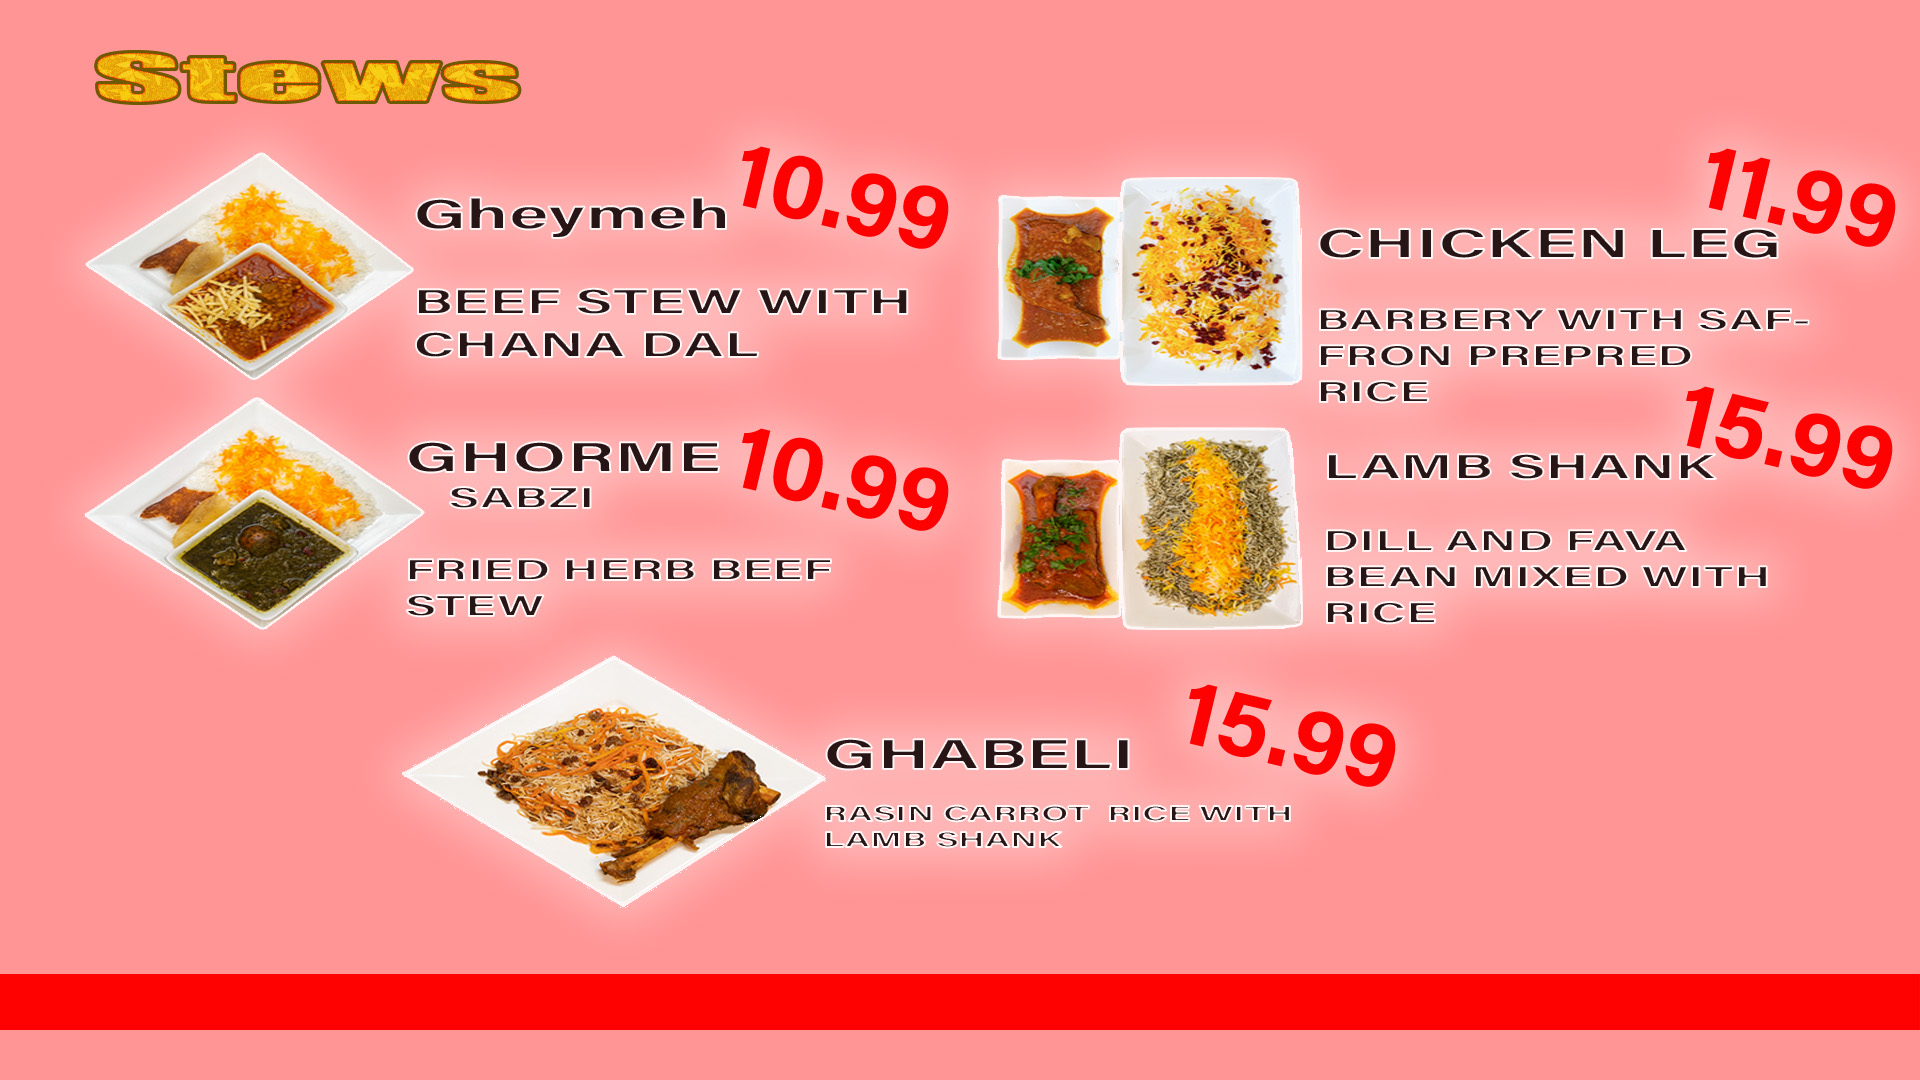 Stews
Gheymeh
10.99
BEEF STEW WITH
CHANA DAL
GHORME
SABZI
10.99
FRIED HERB BEEF
STEW
CHICKEN LEG
11.99
BARBERY WITH SAF-
FRON PREPRED
RICE
LAMB SHANK
15.99
DILL AND FAVA
BEAN MIXED WITH
RICE
GHABELI
15.99
RASIN CARROT RICE WITH
LAMB SHANK